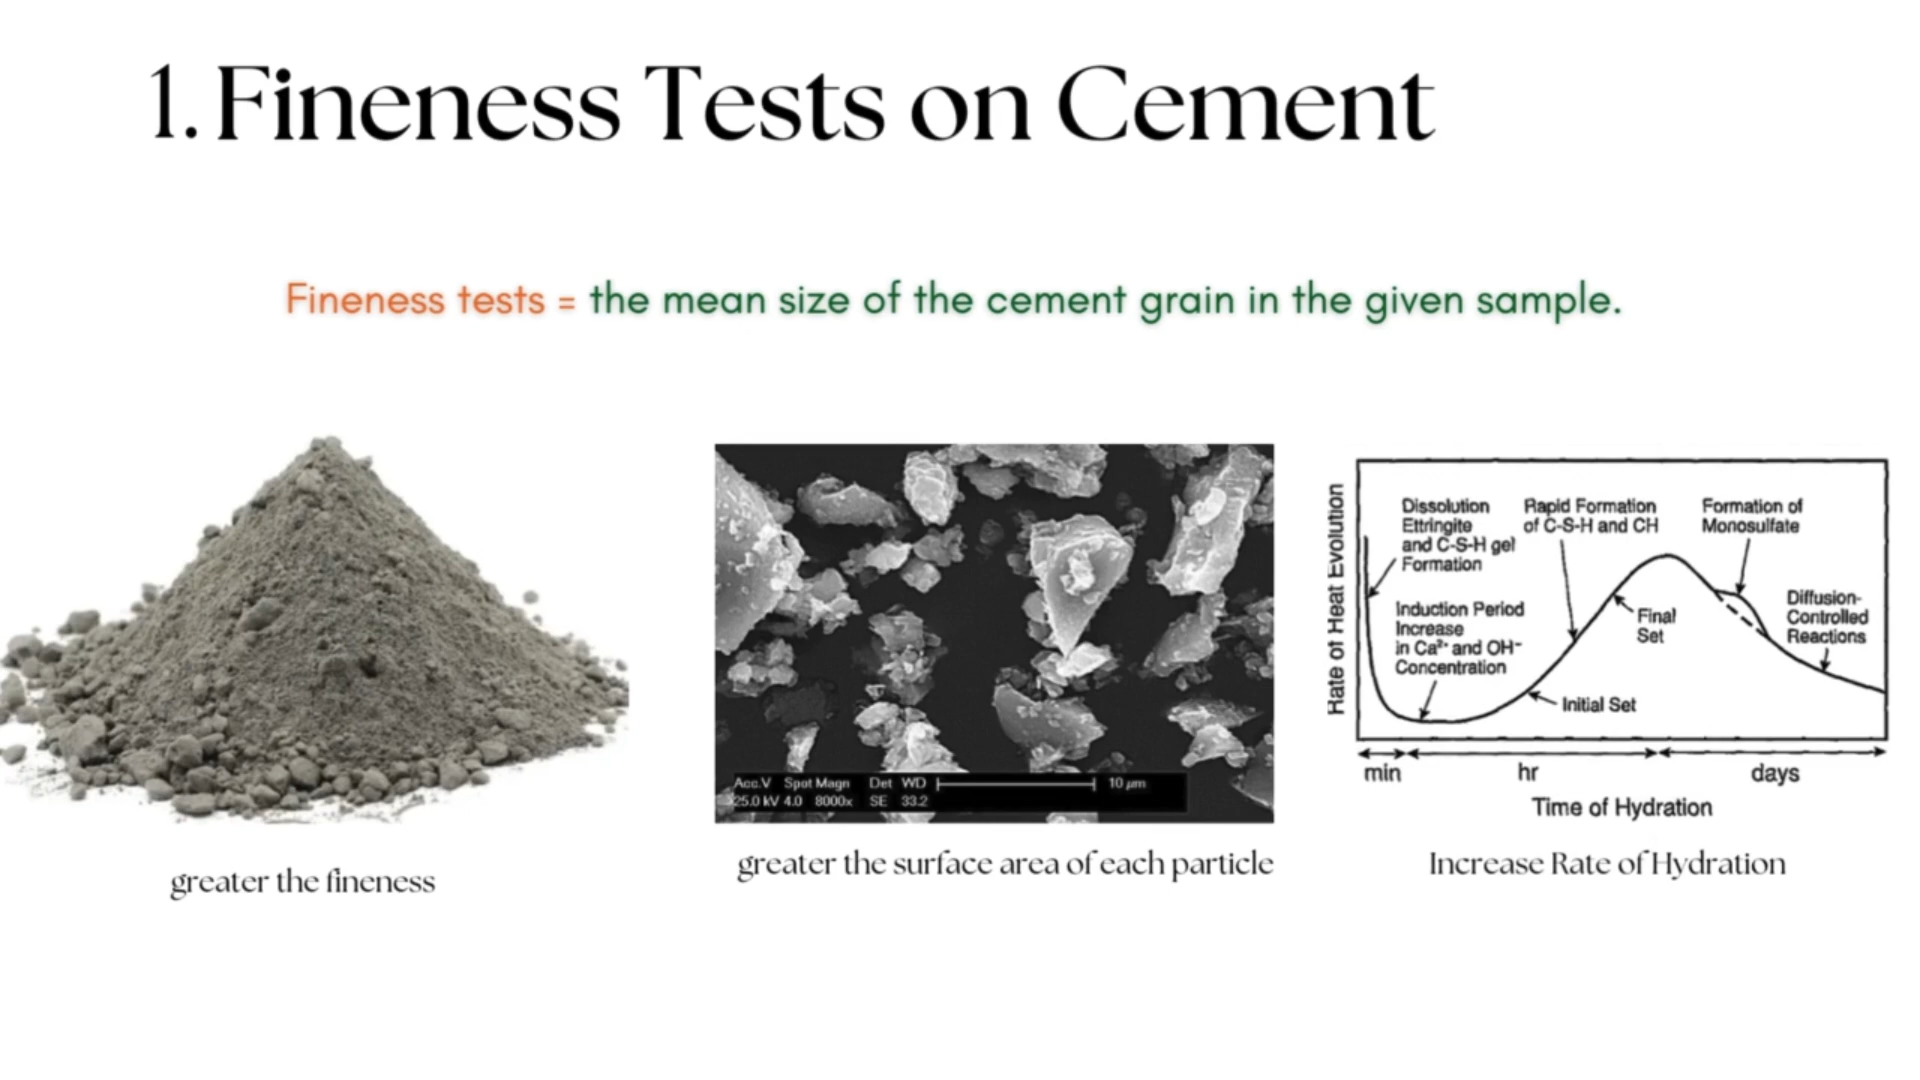 1. Fineness Tests on Cement
Fineness tests = the mean size of the cement grain in the given sample.
greater the fineness
Acc.V Spot Magn Det WD 10 µm
25.0 kV 4.0 8000x SE 33.2
greater the surface area of each particle
Rate of Heat Evolution
Dissolution
Ettringite
and C-S-H gel
Formation
Rapid Formation
of C-S-H and CH
Formation of
Monosulfate
Induction Period
Increase
in Ca²⁺ and OH⁻
Concentration
Final
Set
Diffusion-
Controlled
Reactions
Initial Set
min hr days
Time of Hydration
Increase Rate of Hydration